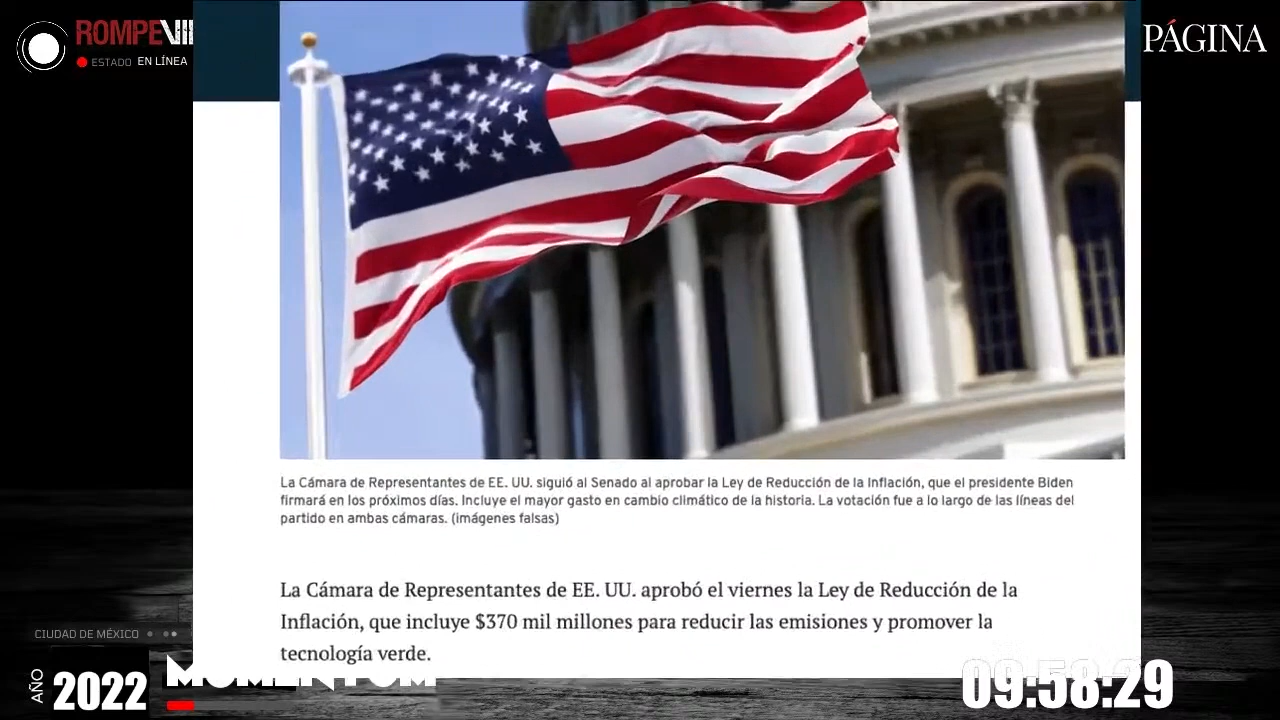 ROMPEVI
ESTADO EN LÍNEA
PÁGINA
La Cámara de Representantes de EE. UU. siguió al Senado al aprobar la Ley de Reducción de la Inflación, que el presidente Biden
firmará en los próximos días. Incluye el mayor gasto en cambio climático de la historia. La votación fue a lo largo de las líneas del
partido en ambas cámaras. (imágenes falsas)
La Cámara de Representantes de EE. UU. aprobó el viernes la Ley de Reducción de la
Inflación, que incluye $370 mil millones para reducir las emisiones y promover la
tecnología verde.
CIUDAD DE MÉXICO
AÑO
2022
MOMENTUM
09:58:29